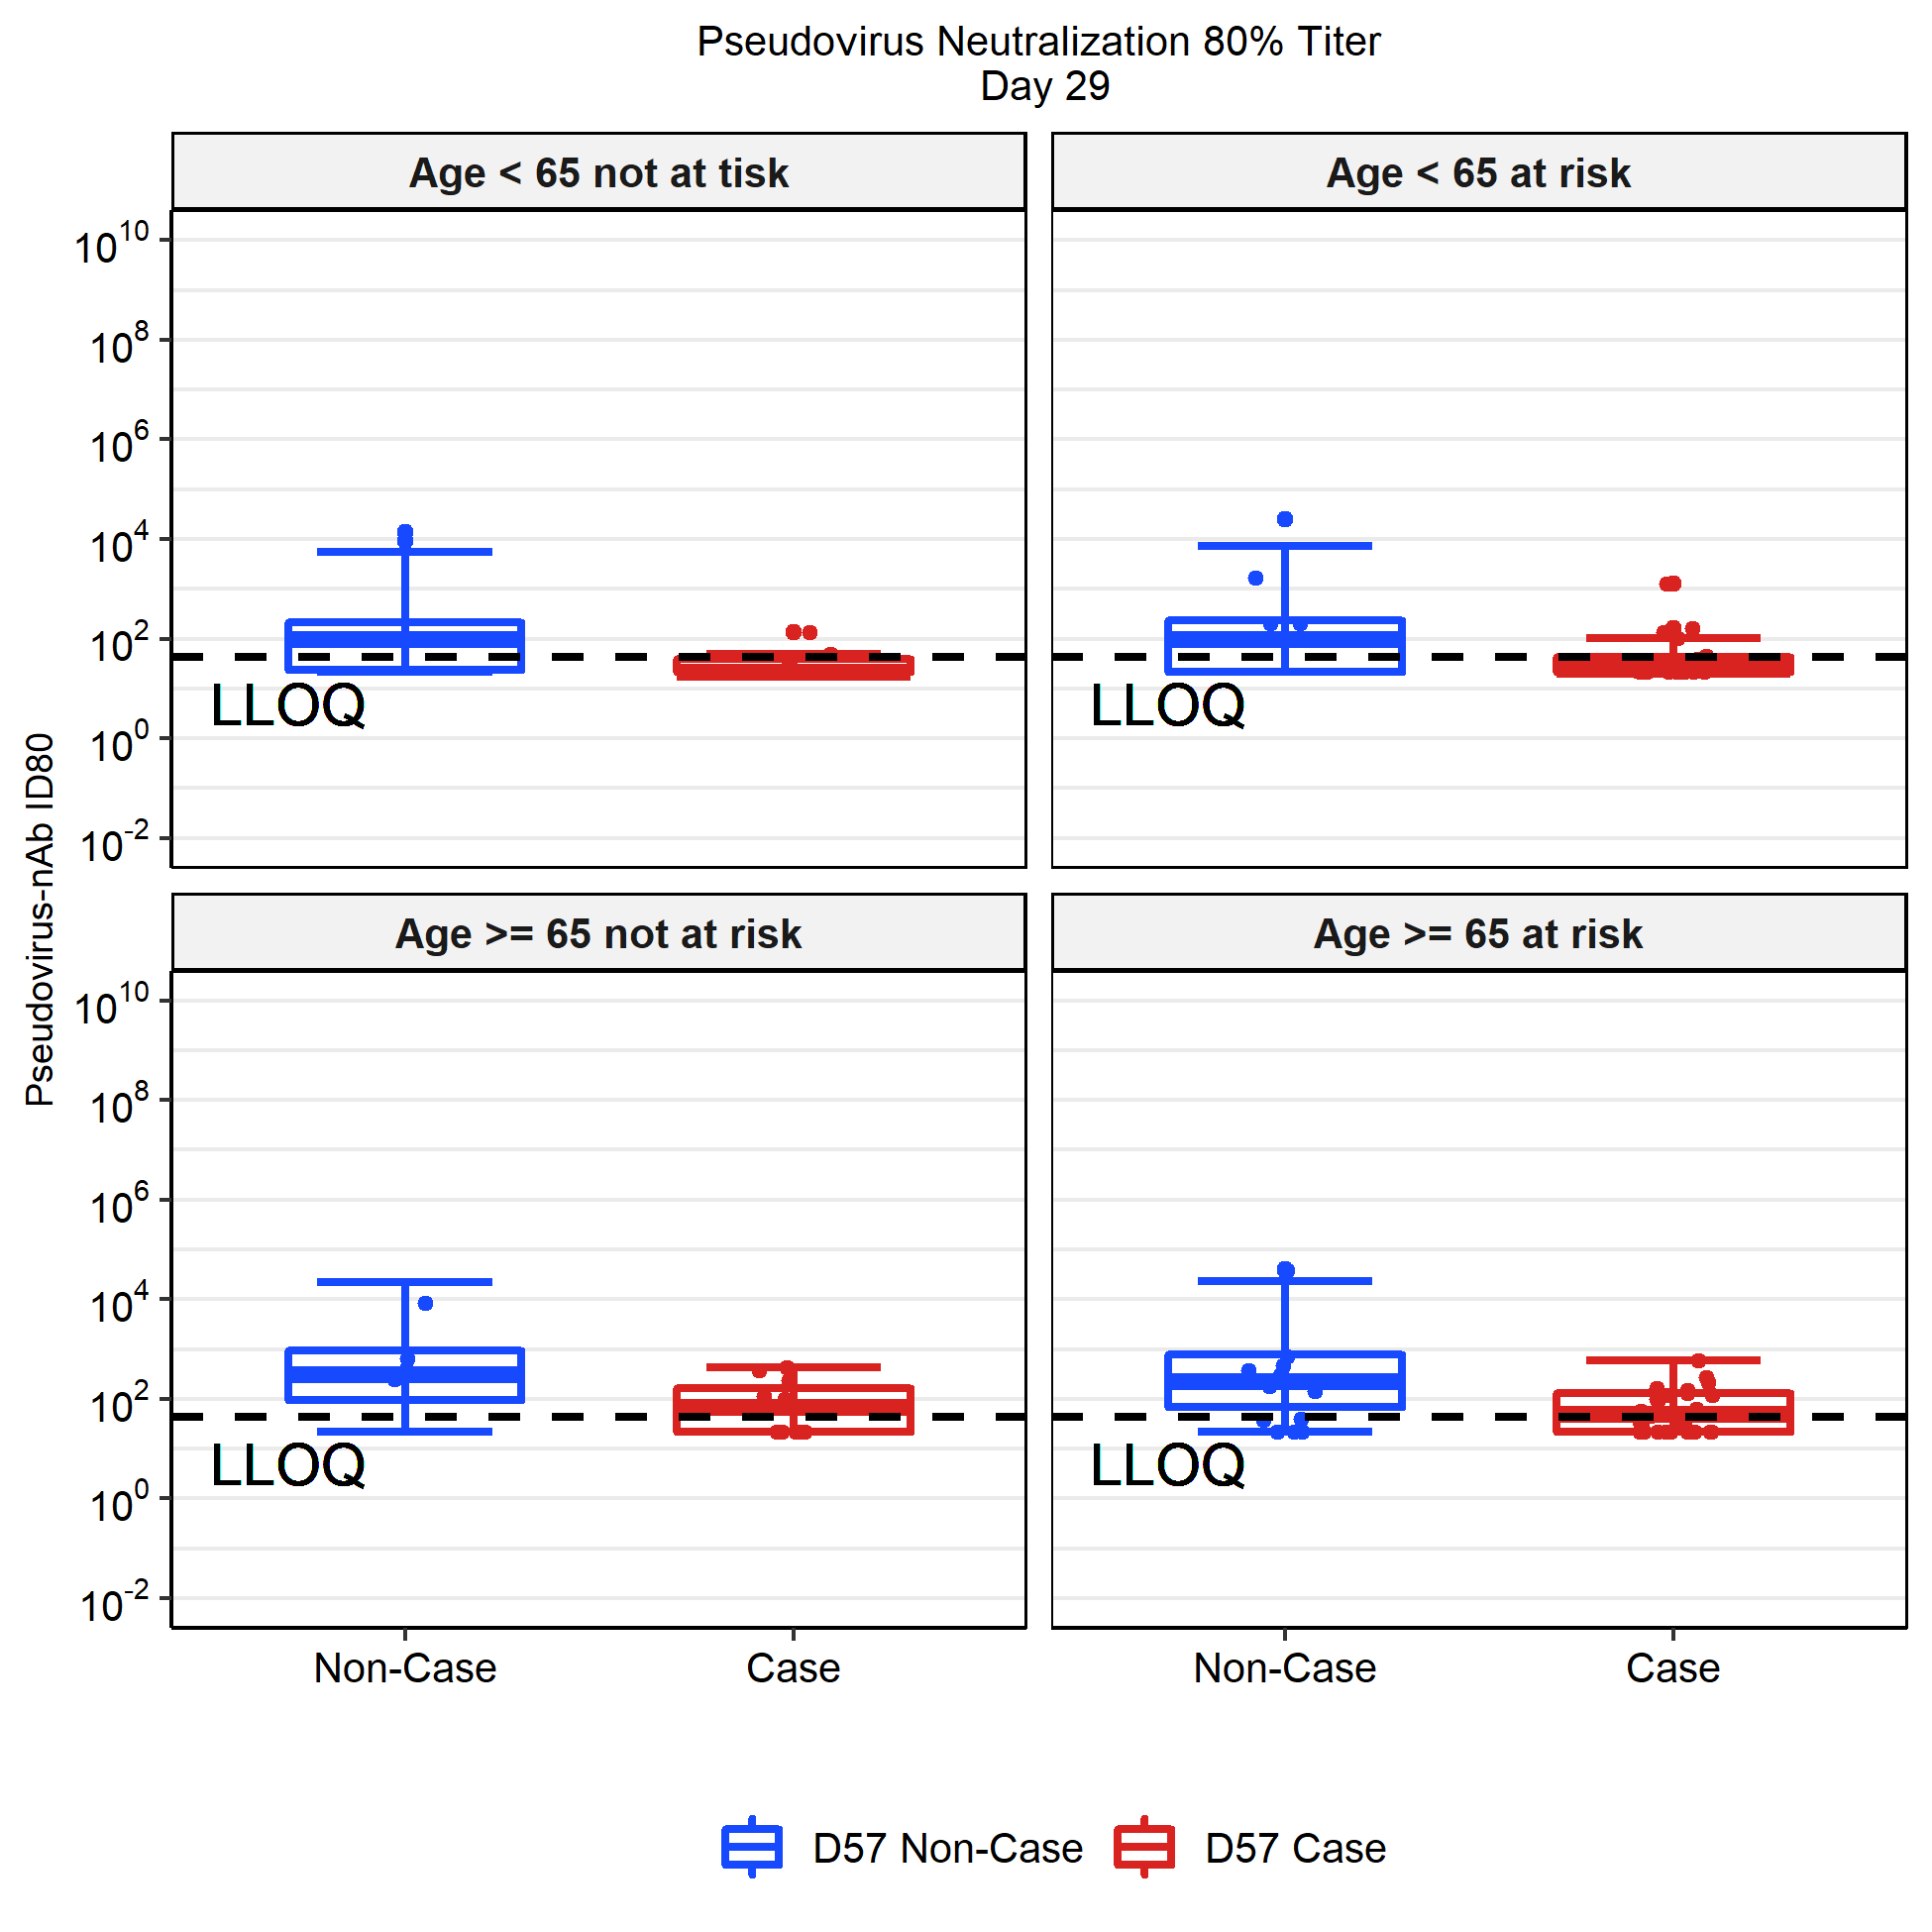 Pseudovirus Neutralization 80% Titer
Day 29
Age < 65 not at tisk
Age < 65 at risk
10^10
10^8
10^6
10^4
10^2
10^0
10^-2
LLOQ
LLOQ
Pseudovirus-nAb ID80
Age >= 65 not at risk
Age >= 65 at risk
10^10
10^8
10^6
10^4
10^2
10^0
10^-2
LLOQ
LLOQ
Non-Case
Case
Non-Case
Case
D57 Non-Case
D57 Case